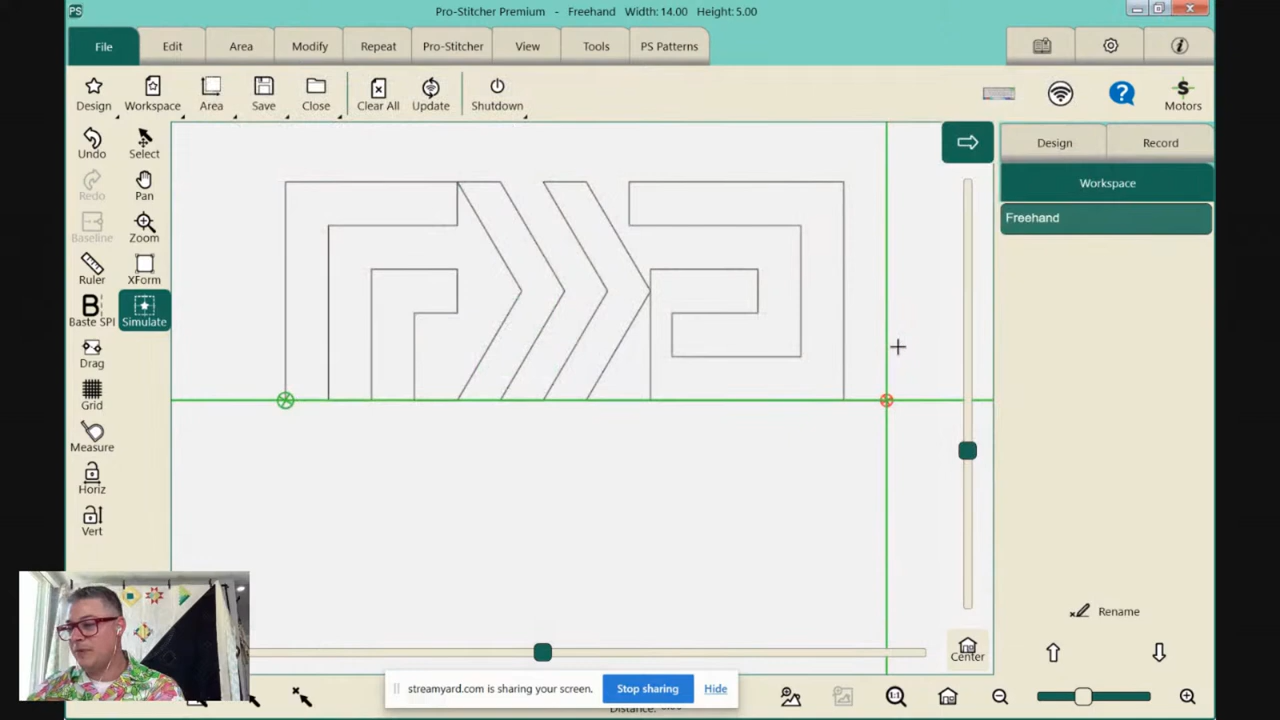 PS
Pro-Stitcher Premium - Freehand Width:14.00 Height:5.00
File Edit Area Modify Repeat Pro-Stitcher View Tools PS Patterns
Design Workspace Area Save Close Clear All Update Shutdown
? S Motors
Undo Select
Redo Pan
Baseline Zoom
Ruler XForm
B Baste SPI Simulate
Drag
Grid
Measure
Horiz
Vert
Design Record
Workspace
Freehand
Rename
Center
streamyard.com is sharing your screen. Stop sharing Hide
1:1